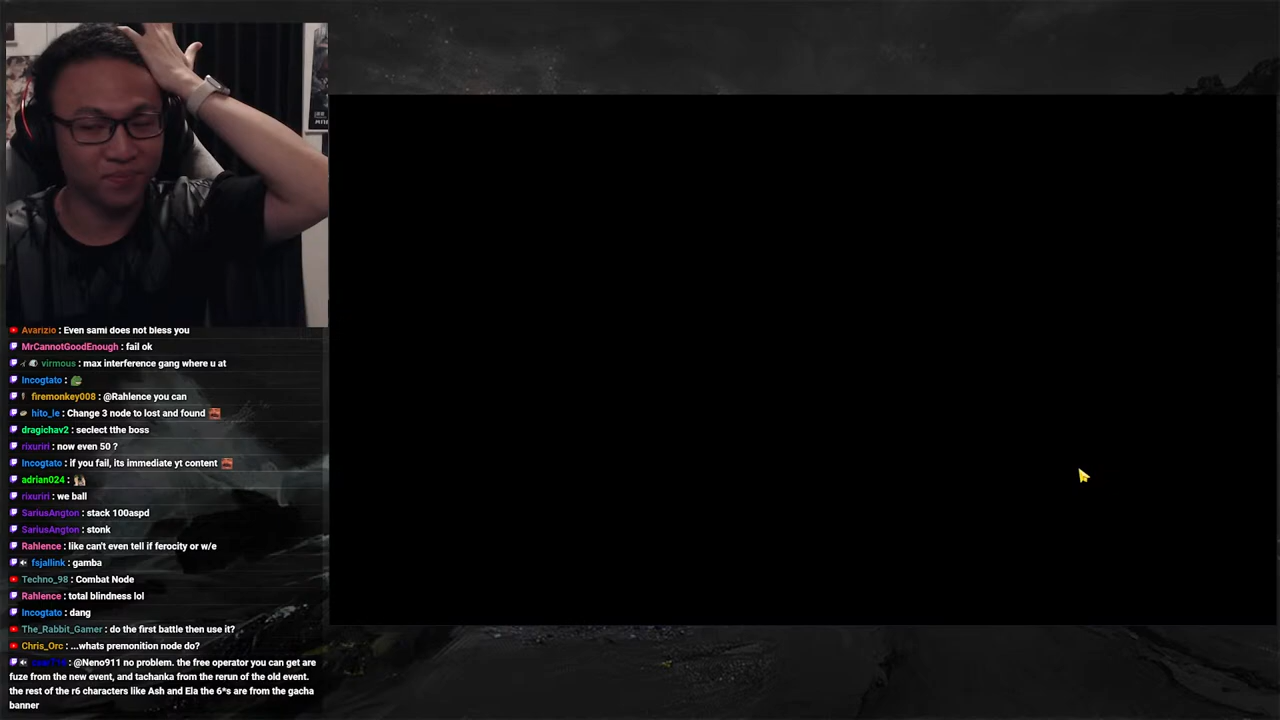 Avarizio : Even sami does not bless you
MrCannotGoodEnough : fail ok
virmous : max interference gang where u at
Incogtato :
firemonkey008 : @Rahlence you can
hito_le : Change 3 node to lost and found
dragichav2 : seclect tthe boss
rixuriri : now even 50 ?
Incogtato : if you fail, its immediate yt content
adrian024 :
rixuriri : we ball
SariusAngton : stack 100aspd
SariusAngton : stonk
Rahlence : like can't even tell if ferocity or w/e
fsjallink : gamba
Techno_98 : Combat Node
Rahlence : total blindness lol
Incogtato : dang
The_Rabbit_Gamer : do the first battle then use it?
Chris_Orc : ...whats premonition node do?
: @Neno911 no problem. the free operator you can get are
fuze from the new event, and tachanka from the rerun of the old event.
the rest of the r6 characters like Ash and Ela the 6*s are from the gacha
banner